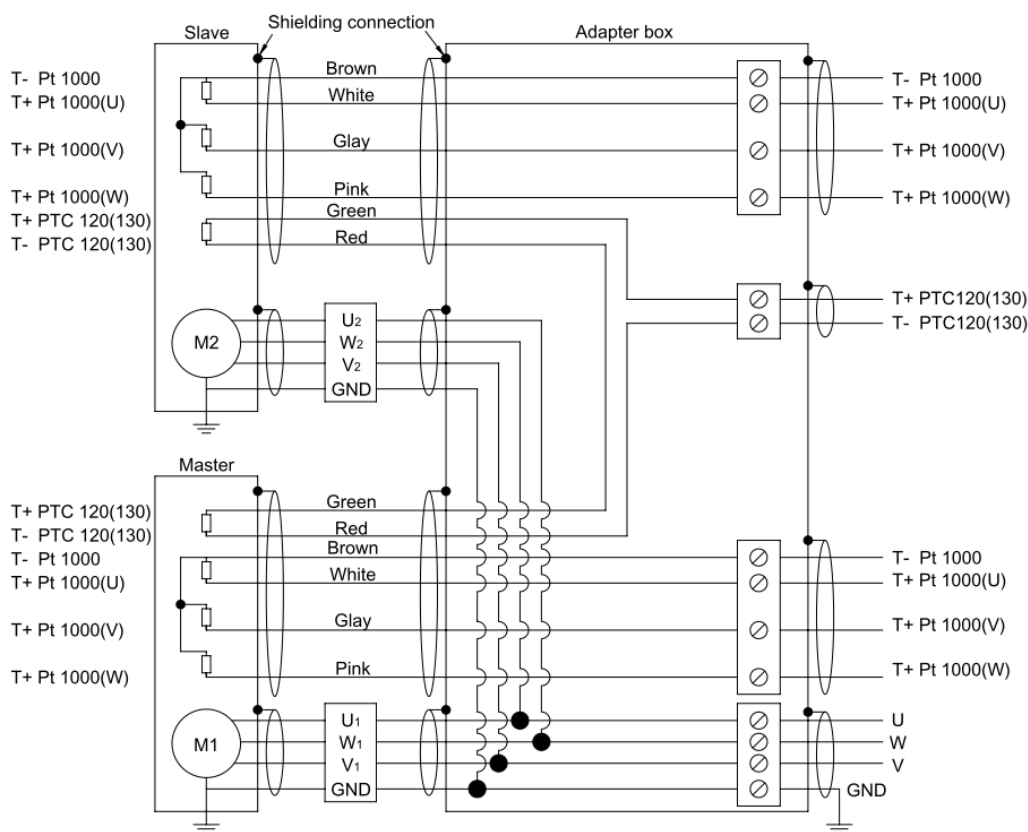 Shielding connection
Slave
Adapter box
T- Pt 1000
Brown
T- Pt 1000
T+ Pt 1000(U)
White
T+ Pt 1000(U)
T+ Pt 1000(V)
Glay
T+ Pt 1000(V)
T+ Pt 1000(W)
Pink
T+ Pt 1000(W)
T+ PTC 120(130)
Green
T- PTC 120(130)
Red
T+ PTC120(130)
T- PTC120(130)
M2
U2
W2
V2
GND
Master
T+ PTC 120(130)
Green
T- PTC 120(130)
Red
T- Pt 1000
Brown
T- Pt 1000
T+ Pt 1000(U)
White
T+ Pt 1000(U)
T+ Pt 1000(V)
Glay
T+ Pt 1000(V)
T+ Pt 1000(W)
Pink
T+ Pt 1000(W)
M1
U1
U
W1
W
V1
V
GND
GND